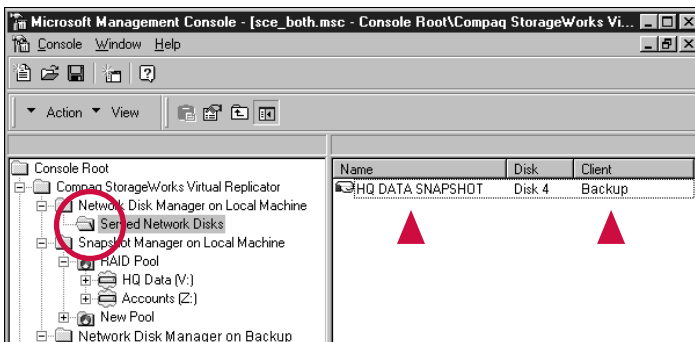 Microsoft Management Console - [sce_both.msc - Console Root\Compaq StorageWorks Vi...
Console Window Help
Action View
Console Root
Compaq StorageWorks Virtual Replicator
Network Disk Manager on Local Machine
Served Network Disks
Snapshot Manager on Local Machine
RAID Pool
HQ Data (V:)
Accounts (Z:)
New Pool
Network Disk Manager on Backup
Name Disk Client
HQ DATA SNAPSHOT Disk 4 Backup